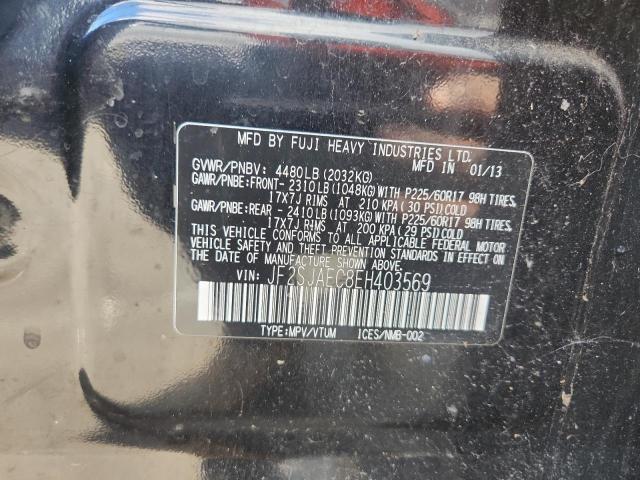 MFD BY FUJI HEAVY INDUSTRIES LTD.
GVWR/PNBV: 4480LB(2032KG) MFD IN 01/13
GAWR/PNBE:FRONT-2310LB(1048KG)WITH P225/60R17 98H TIRES,
17X7J RIMS AT 210 KPA(30 PSI)COLD
GAWR/PNBE:REAR -2410LB(1093KG)WITH P225/60R17 98H TIRES,
17X7J RIMS AT 200 KPA(29 PSI)COLD
THIS VEHICLE CONFORMS TO ALL APPLICABLE FEDERAL MOTOR
VEHICLE SAFETY AND THEFT PREVENTION STANDARDS IN EFFECT ON
THE DATE OF MANUFACTURE SHOWN ABOVE.
VIN: JF2SJAEC8EH403569
TYPE:MPV/VTUM ICES/NMB-002